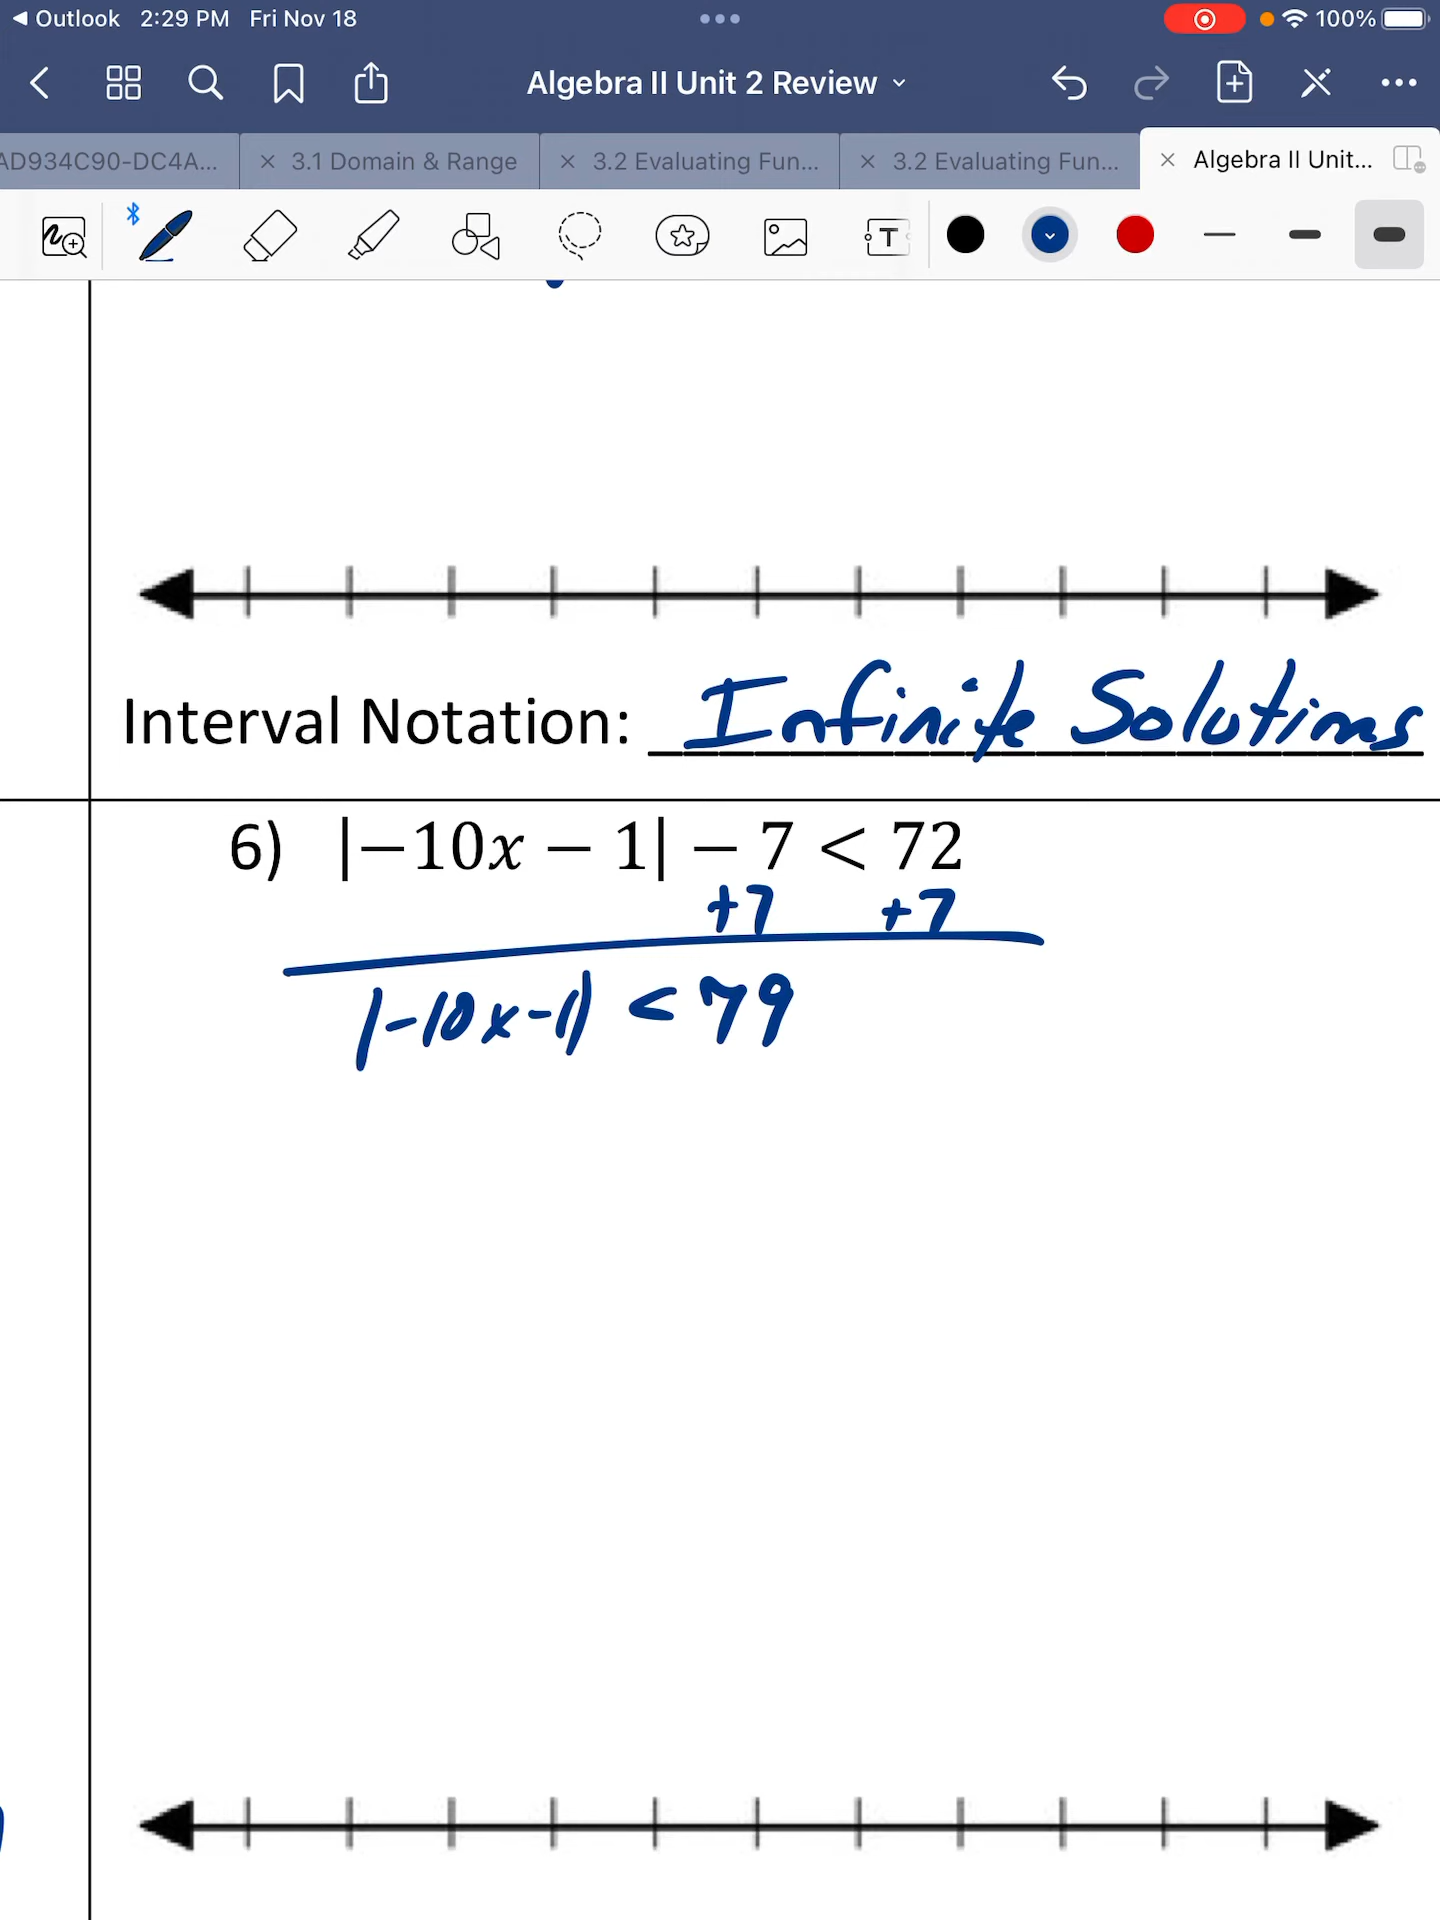 Outlook 2:29 PM Fri Nov 18 100%
Algebra II Unit 2 Review
AD934C90-DC4A... 3.1 Domain & Range 3.2 Evaluating Fun... 3.2 Evaluating Fun... Algebra II Unit...
T
Interval Notation: Infinite Solutions
6) |−10x − 1| − 7 < 72
+7 +7
|-10x-1| < 79